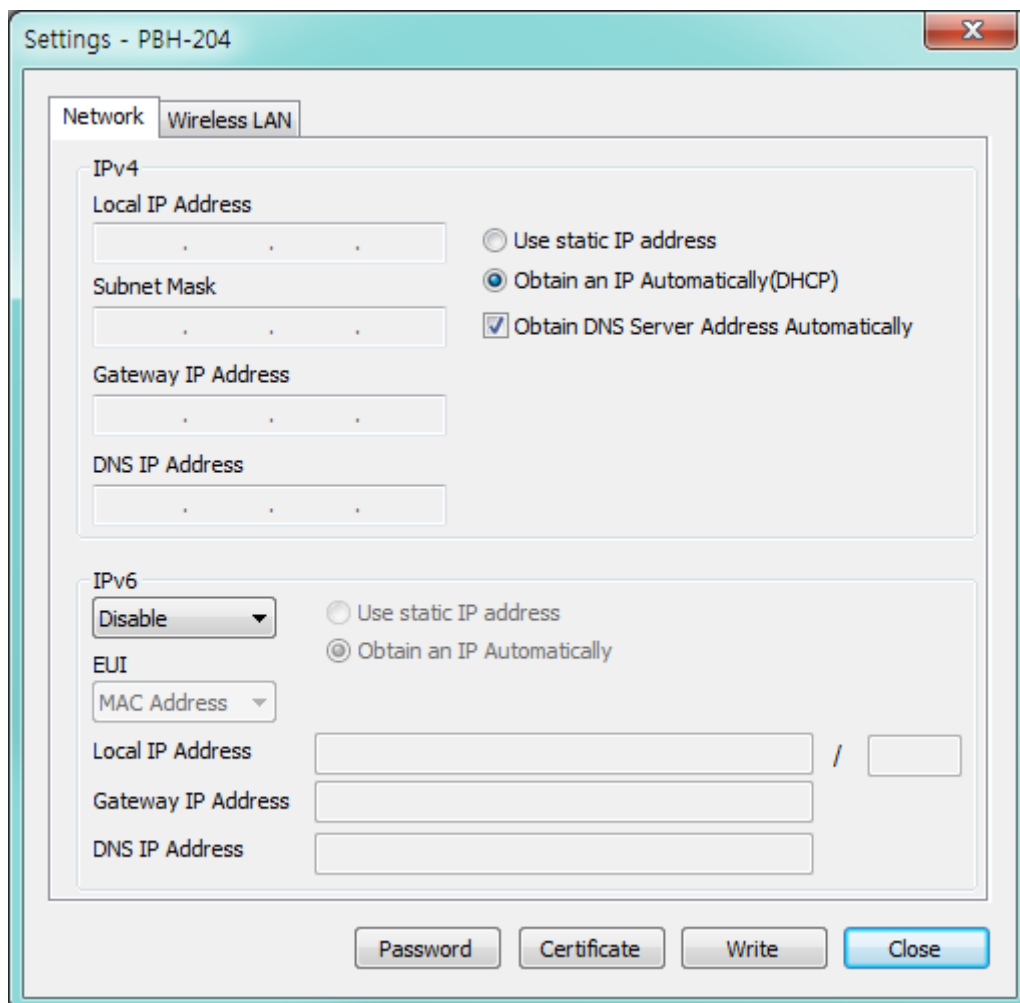 Settings - PBH-204
Network
Wireless LAN
IPv4
Local IP Address
. . .
Use static IP address
Obtain an IP Automatically(DHCP)
Subnet Mask
. . .
Obtain DNS Server Address Automatically
Gateway IP Address
. . .
DNS IP Address
. . .
IPv6
Disable
Use static IP address
Obtain an IP Automatically
EUI
MAC Address
Local IP Address /
Gateway IP Address
DNS IP Address
Password
Certificate
Write
Close